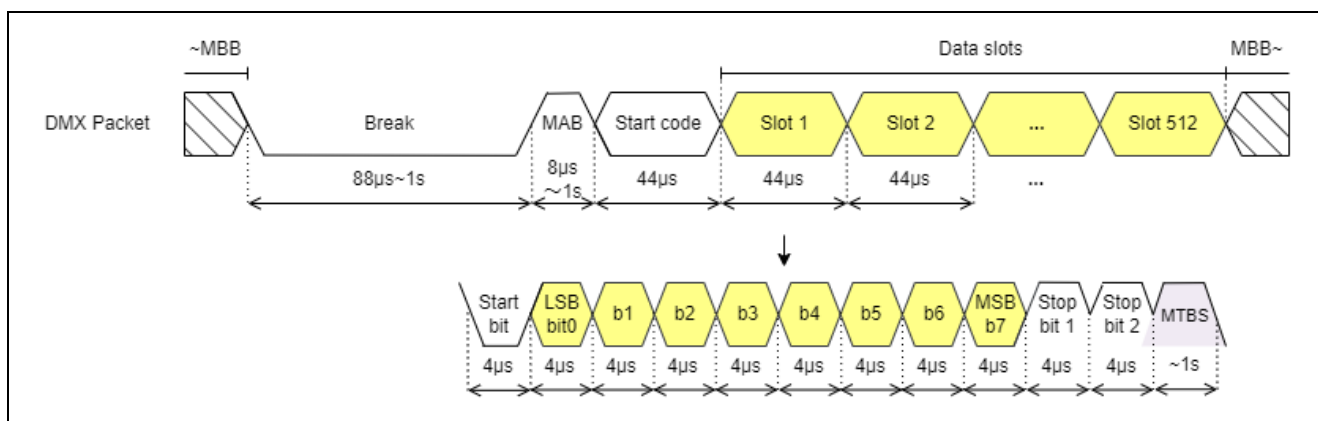 ~MBB Data slots MBB~
DMX Packet Break MAB Start code Slot 1 Slot 2 ... Slot 512
88μs~1s 8μs
~1s 44μs 44μs 44μs ...
Start
bit LSB
bit0 b1 b2 b3 b4 b5 b6 MSB
b7 Stop
bit 1 Stop
bit 2 MTBS
4μs 4μs 4μs 4μs 4μs 4μs 4μs 4μs 4μs 4μs 4μs ~1s